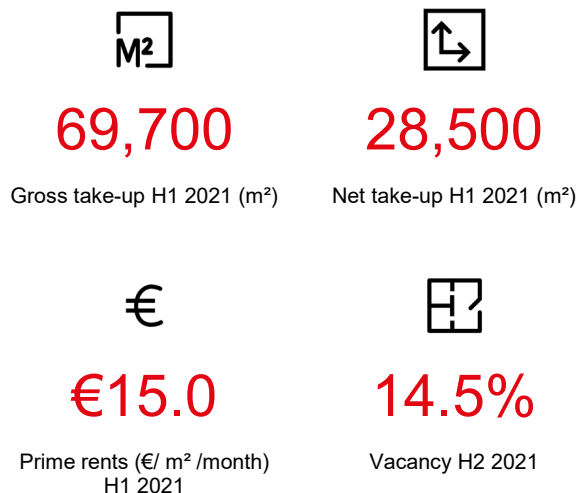 M²
69,700
28,500
Gross take-up H1 2021 (m²)
Net take-up H1 2021 (m²)
€
€15.0
14.5%
Prime rents (€/ m² /month)
H1 2021
Vacancy H2 2021